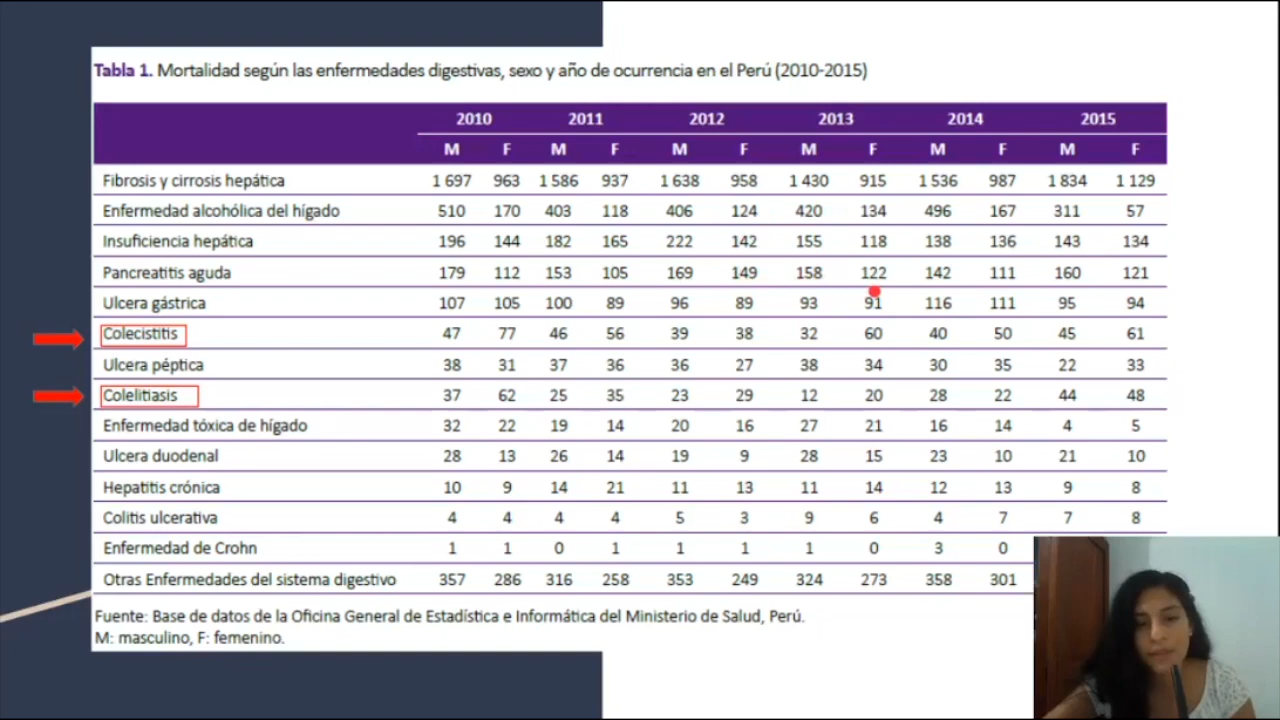 Tabla 1. Mortalidad según las enfermedades digestivas, sexo y año de ocurrencia en el Perú (2010-2015)
2010 2011 2012 2013 2014 2015
M F M F M F M F M F M F
Fibrosis y cirrosis hepática 1 697 963 1 586 937 1 638 958 1 430 915 1 536 987 1 834 1 129
Enfermedad alcohólica del hígado 510 170 403 118 406 124 420 134 496 167 311 57
Insuficiencia hepática 196 144 182 165 222 142 155 118 138 136 143 134
Pancreatitis aguda 179 112 153 105 169 149 158 122 142 111 160 121
Ulcera gástrica 107 105 100 89 96 89 93 91 116 111 95 94
Colecistitis 47 77 46 56 39 38 32 60 40 50 45 61
Ulcera péptica 38 31 37 36 36 27 38 34 30 35 22 33
Colelitiasis 37 62 25 35 23 29 12 20 28 22 44 48
Enfermedad tóxica de hígado 32 22 19 14 20 16 27 21 16 14 4 5
Ulcera duodenal 28 13 26 14 19 9 28 15 23 10 21 10
Hepatitis crónica 10 9 14 21 11 13 11 14 12 13 9 8
Colitis ulcerativa 4 4 4 4 5 3 9 6 4 7 7 8
Enfermedad de Crohn 1 1 0 1 1 1 1 0 3 0
Otras Enfermedades del sistema digestivo 357 286 316 258 353 249 324 273 358 301
Fuente: Base de datos de la Oficina General de Estadística e Informática del Ministerio de Salud, Perú.
M: masculino, F: femenino.